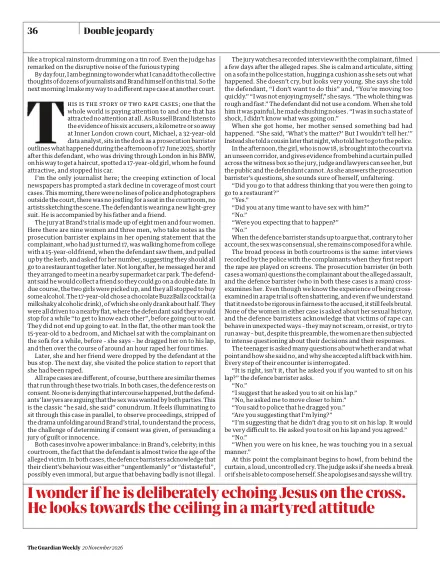 36
Double jeopardy
like a tropical rainstorm drumming on a tin roof. Even the judge
has remarked on the disruptive noise of the furious typing
By day four, I am beginning to wonder what I can add to the collective
thoughts of dozens of journalists and Brand himself on this trial. So the
next morning I make my way to a different rape case at another court.
THIS IS THE STORY OF TWO RAPE CASES; one that the
whole world is paying attention to and one that has
attracted no attention at all. As Russell Brand listens to
the evidence of his six accusers, a kilometre or so away
at Inner London crown court, Michael, a 32-year-old
data analyst, sits in the dock as a prosecution barrister
outlines what happened during the afternoon of 17 June 2025, shortly
after this defendant, who was driving though London in his BMW,
on his way to get a haircut, spotted a 17-year-old girl, whom he found
attractive, and stopped his car.
I'm the only journalist here; the creeping extinction of local
newspapers has prompted a stark decline in coverage of most court
cases. This morning, there were no lines of police and photographers
outside the court, there was no jostling for a seat in the courtroom, no
artists sketching the scene. The defendant is wearing a new light-grey
suit. He is accompanied by his father and a friend.
The jury at Brand's trial is made up of eight men and four women.
Here there are nine women and three men, who take notes as the
prosecution barrister explains in her opening statement that the
complainant, who had just turned 17, was walking home from college
with a 15-year-old friend, when the defendant saw them, and pulled
up by the kerb, and asked for her number, suggesting they should all
go to a restaurant together later. Not long after, he messaged her and
they arranged to meet in a nearby supermarket car park. The defend-
ant said he would collect a friend so they could go on a double date. In
due course, the two girls were picked up, and they all stopped to buy
some alcohol. The 17-year-old chose a chocolate BuzzBallz cocktail (a
milkshaky alcoholic drink), of which she only drank about half. They
were all driven to a nearby flat, where the defendant said they would
stop for a while "to get to know each other", before going out to eat.
They did not end up going to eat. In the flat, the other man took the
15-year-old to a bedroom, and Michael sat with the complainant on
the sofa for a while, before - she says - he dragged her on to his lap,
and then over the course of around an hour raped her four times.
Later, she and her friend were dropped by the defendant at the
bus stop. The next day, she visited the police station to report that
she had been raped.
All rape cases are different, of course, but there are similar themes
that run through these two trials. In both cases, the defence rests on
consent. No one is denying that intercourse happened, but the defend-
ants' lawyers are arguing that the sex was wanted by both parties. This
is the classic "he said, she said" conundrum. It feels illuminating to
sit through this case in parallel, to observe proceedings, stripped of
the drama unfolding around Brand's trial, to understand the process,
the challenge of determining if consent was given, of persuading a
jury of guilt or innocence.
Both cases involve a power imbalance: in Brand's, celebrity; in this
courtroom, the fact that the defendant is almost twice the age of the
alleged victim. In both cases, the defence barristers acknowledge that
their client's behaviour was either "ungentlemanly" or "distasteful",
possibly even immoral, but argue that behaving badly is not illegal.
The jury watches a recorded interview with the complainant, filmed
a few days after the alleged rapes. She is calm and articulate, sitting
on a sofa in the police station, hugging a cushion as she sets out what
happened. She doesn't cry, but looks very young. She says she told
the defendant, "I don't want to do this" and, "You're moving too
quickly." "I was not enjoying myself," she says. "The whole thing was
rough and fast." The defendant did not use a condom. When she told
him it was painful, he made shushing noises. "I was in such a state of
shock, I didn't know what was going on."
When she got home, her mother sensed something bad had
happened. "She said, 'What's the matter?' But I wouldn't tell her."
Instead she told a cousin later that night, who told her to go to the police.
In the afternoon, the girl, who is now 18, is brought into the court via
an unseen corridor, and gives evidence from behind a curtain pulled
across the witness box so the jury, judge and lawyers can see her, but
the public and the defendant cannot. As she answers the prosecution
barrister's questions, she sounds sure of herself, unfaltering.
"Did you go to that address thinking that you were then going to
go to a restaurant?"
"Yes."
"Did you at any time want to have sex with him?"
"No."
"Were you expecting that to happen?"
"No."
When the defence barrister stands up to argue that, contrary to her
account, the sex was consensual, she remains composed for a while.
The broad process in both courtrooms is the same: interviews
recorded by the police with the complainants when they first report
the rape are played on screens. The prosecution barrister (in both
cases a woman) questions the complainant about the alleged assault,
and the defence barrister (who in both these cases is a man) cross-
examines her. Even though we know the experience of being cross-
examined in a rape trial is often shattering, and even if we understand
that it needs to be rigorous in fairness to the accused, it still feels brutal.
None of the women in either case is asked about her sexual history,
and the defence barristers acknowledge that victims of rape can
behave in unexpected ways - they may not scream, or resist, or try to
run away - but, despite this preamble, the women are then subjected
to intense questioning about their decisions and their responses.
The teenager is asked many questions about whether and at what
point and how she said no, and why she accepted a lift back with him.
Every step of their encounter is interrogated.
"It is right, isn't it, that he asked you if you wanted to sit on his
lap?" the defence barrister asks.
"No."
"I suggest that he asked you to sit on his lap."
"No, he asked me to move closer to him."
"You said to police that he dragged you."
"Are you suggesting that I'm lying?"
"I'm suggesting that he didn't drag you to sit on his lap. It would
be very difficult to. He asked you to sit on his lap and you agreed."
"No."
"When you were on his knee, he was touching you in a sexual
manner."
At this point the complainant begins to howl, from behind the
curtain, a loud, uncontrolled cry. The judge asks if she needs a break
or if she is able to compose herself. She apologises and says she will try.
I wonder if he is deliberately echoing Jesus on the cross.
He looks towards the ceiling in a martyred attitude
The Guardian Weekly 20 November 2026